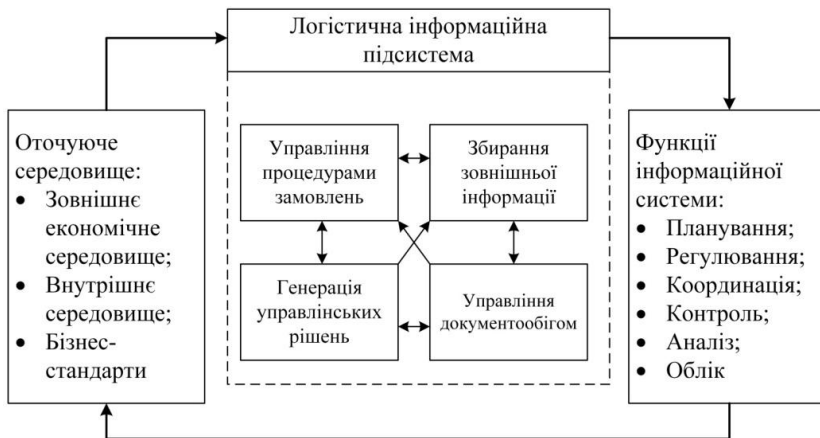 Логістична інформаційна
підсистема
Оточуюче
середовище:
• Зовнішнє
економічне
середовище;
• Внутрішнє
середовище;
• Бізнес-
стандарти
Управління
процедурами
замовлень
Збирання
зовнішньої
інформації
Генерація
управлінських
рішень
Управління
документообігом
Функції
інформаційної
системи:
• Планування;
• Регулювання;
• Координація;
• Контроль;
• Аналіз;
• Облік